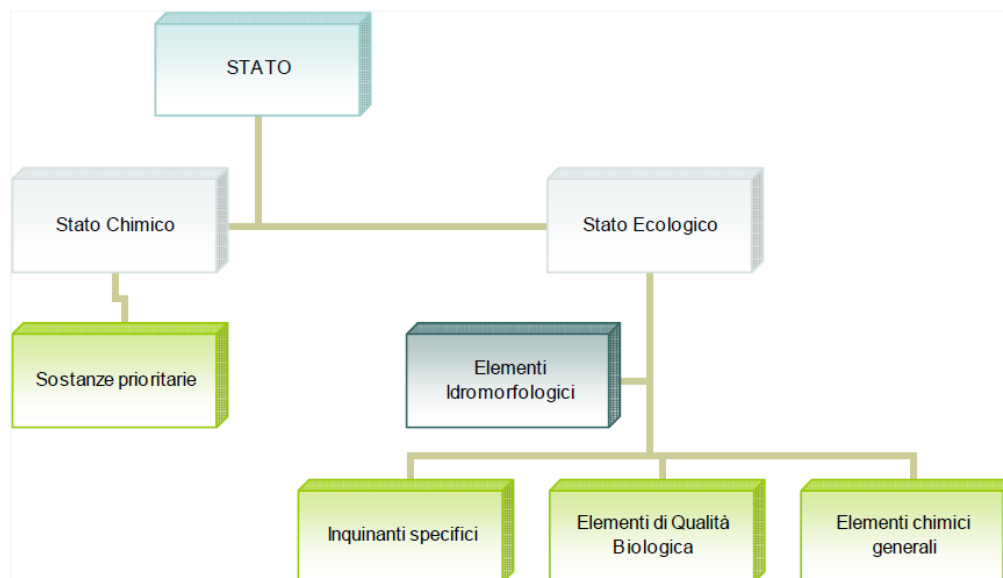 STATO
Stato Chimico
Stato Ecologico
Sostanze prioritarie
Elementi
Idromorfologici
Inquinanti specifici
Elementi di Qualità
Biologica
Elementi chimici
generali